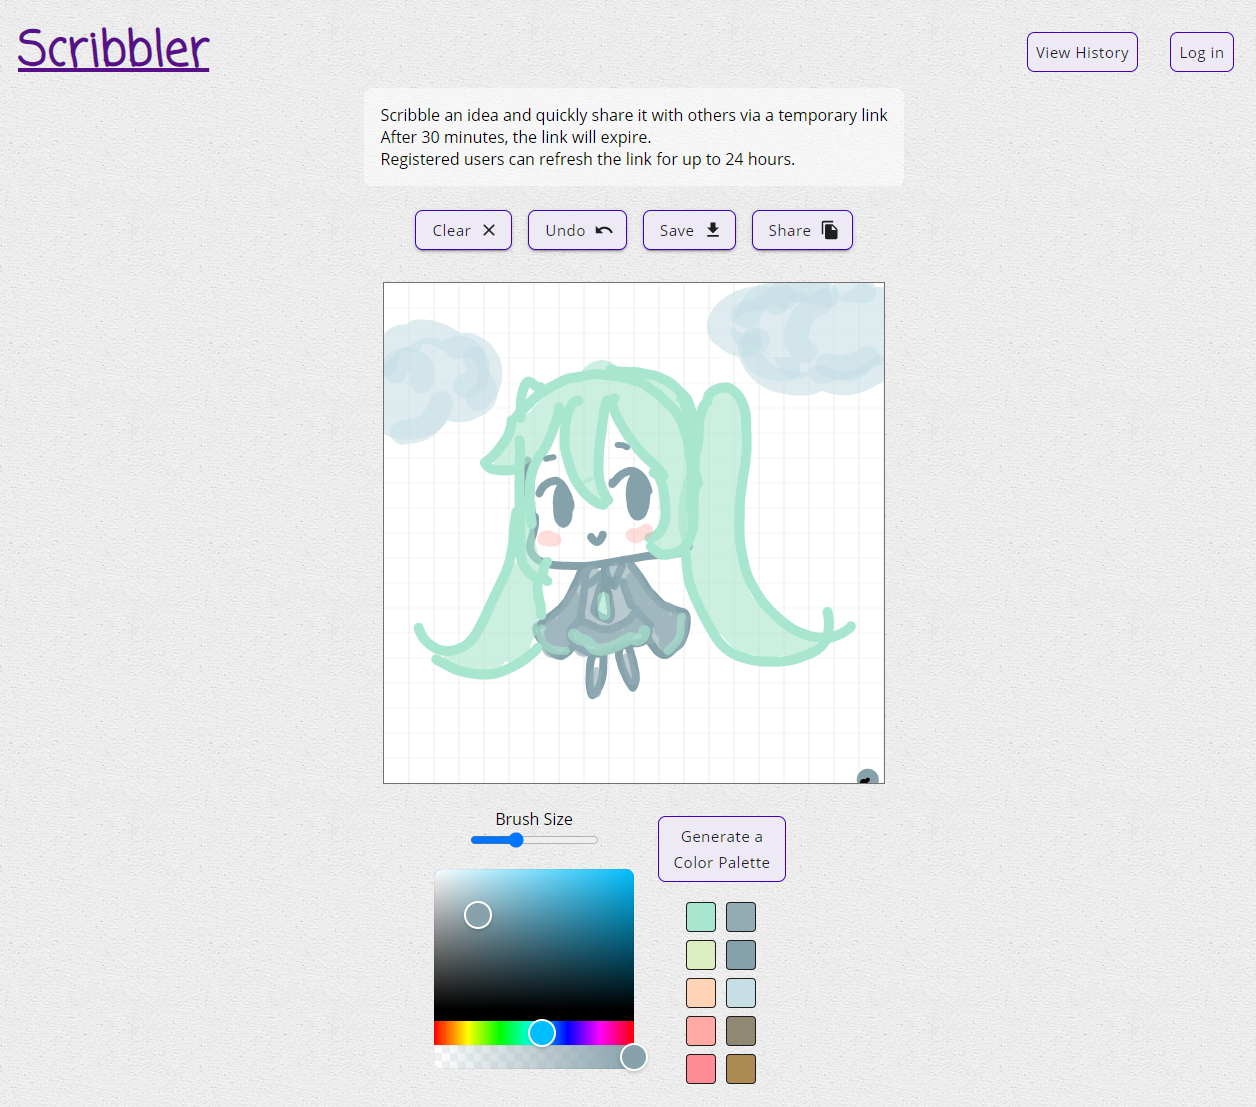 Scribbler
View History
Log in
Scribble an idea and quickly share it with others via a temporary link
After 30 minutes, the link will expire.
Registered users can refresh the link for up to 24 hours.
Clear
Undo
Save
Share
Brush Size
Generate a
Color Palette